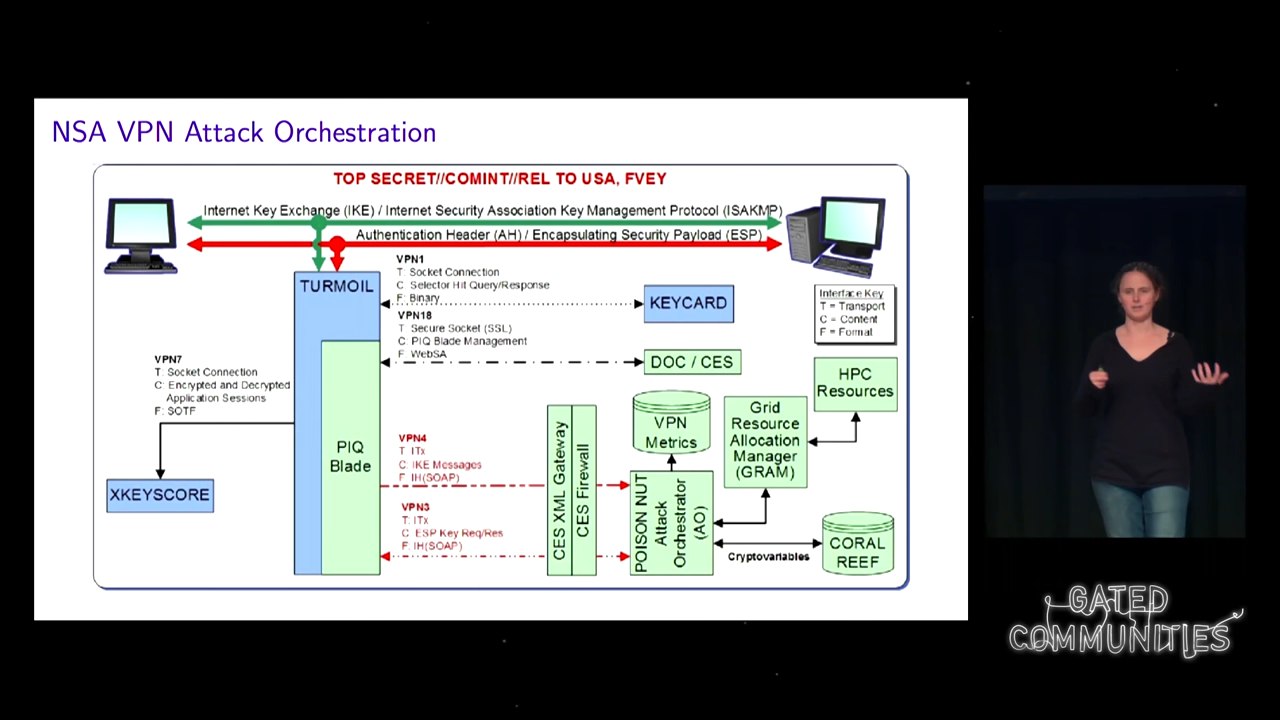 NSA VPN Attack Orchestration
TOP SECRET//COMINT//REL TO USA, FVEY
Internet Key Exchange (IKE) / Internet Security Association Key Management Protocol (ISAKMP)
Authentication Header (AH) / Encapsulating Security Payload (ESP)
TURMOIL
VPN1
T: Socket Connection
C: Selector Hit Query/Response
F: Binary
KEYCARD
Interface Key
T = Transport
C = Content
F = Format
VPN18
T: Secure Socket (SSL)
C: PIQ Blade Management
F: WebSA
DOC / CES
VPN7
T: Socket Connection
C: Encrypted and Decrypted
Application Sessions
F: SOTF
XKEYSCORE
PIQ
Blade
VPN4
T: ITx
C: IKE Messages
F: IH(SOAP)
VPN3
T: ITx
C: ESP Key Req/Res
F: IH(SOAP)
CES XML Gateway
CES Firewall
VPN
Metrics
POISON NUT
Attack
Orchestrator
(AO)
Grid
Resource
Allocation
Manager
(GRAM)
HPC
Resources
Cryptovariables
CORAL
REEF
GATED
COMMUNITIES